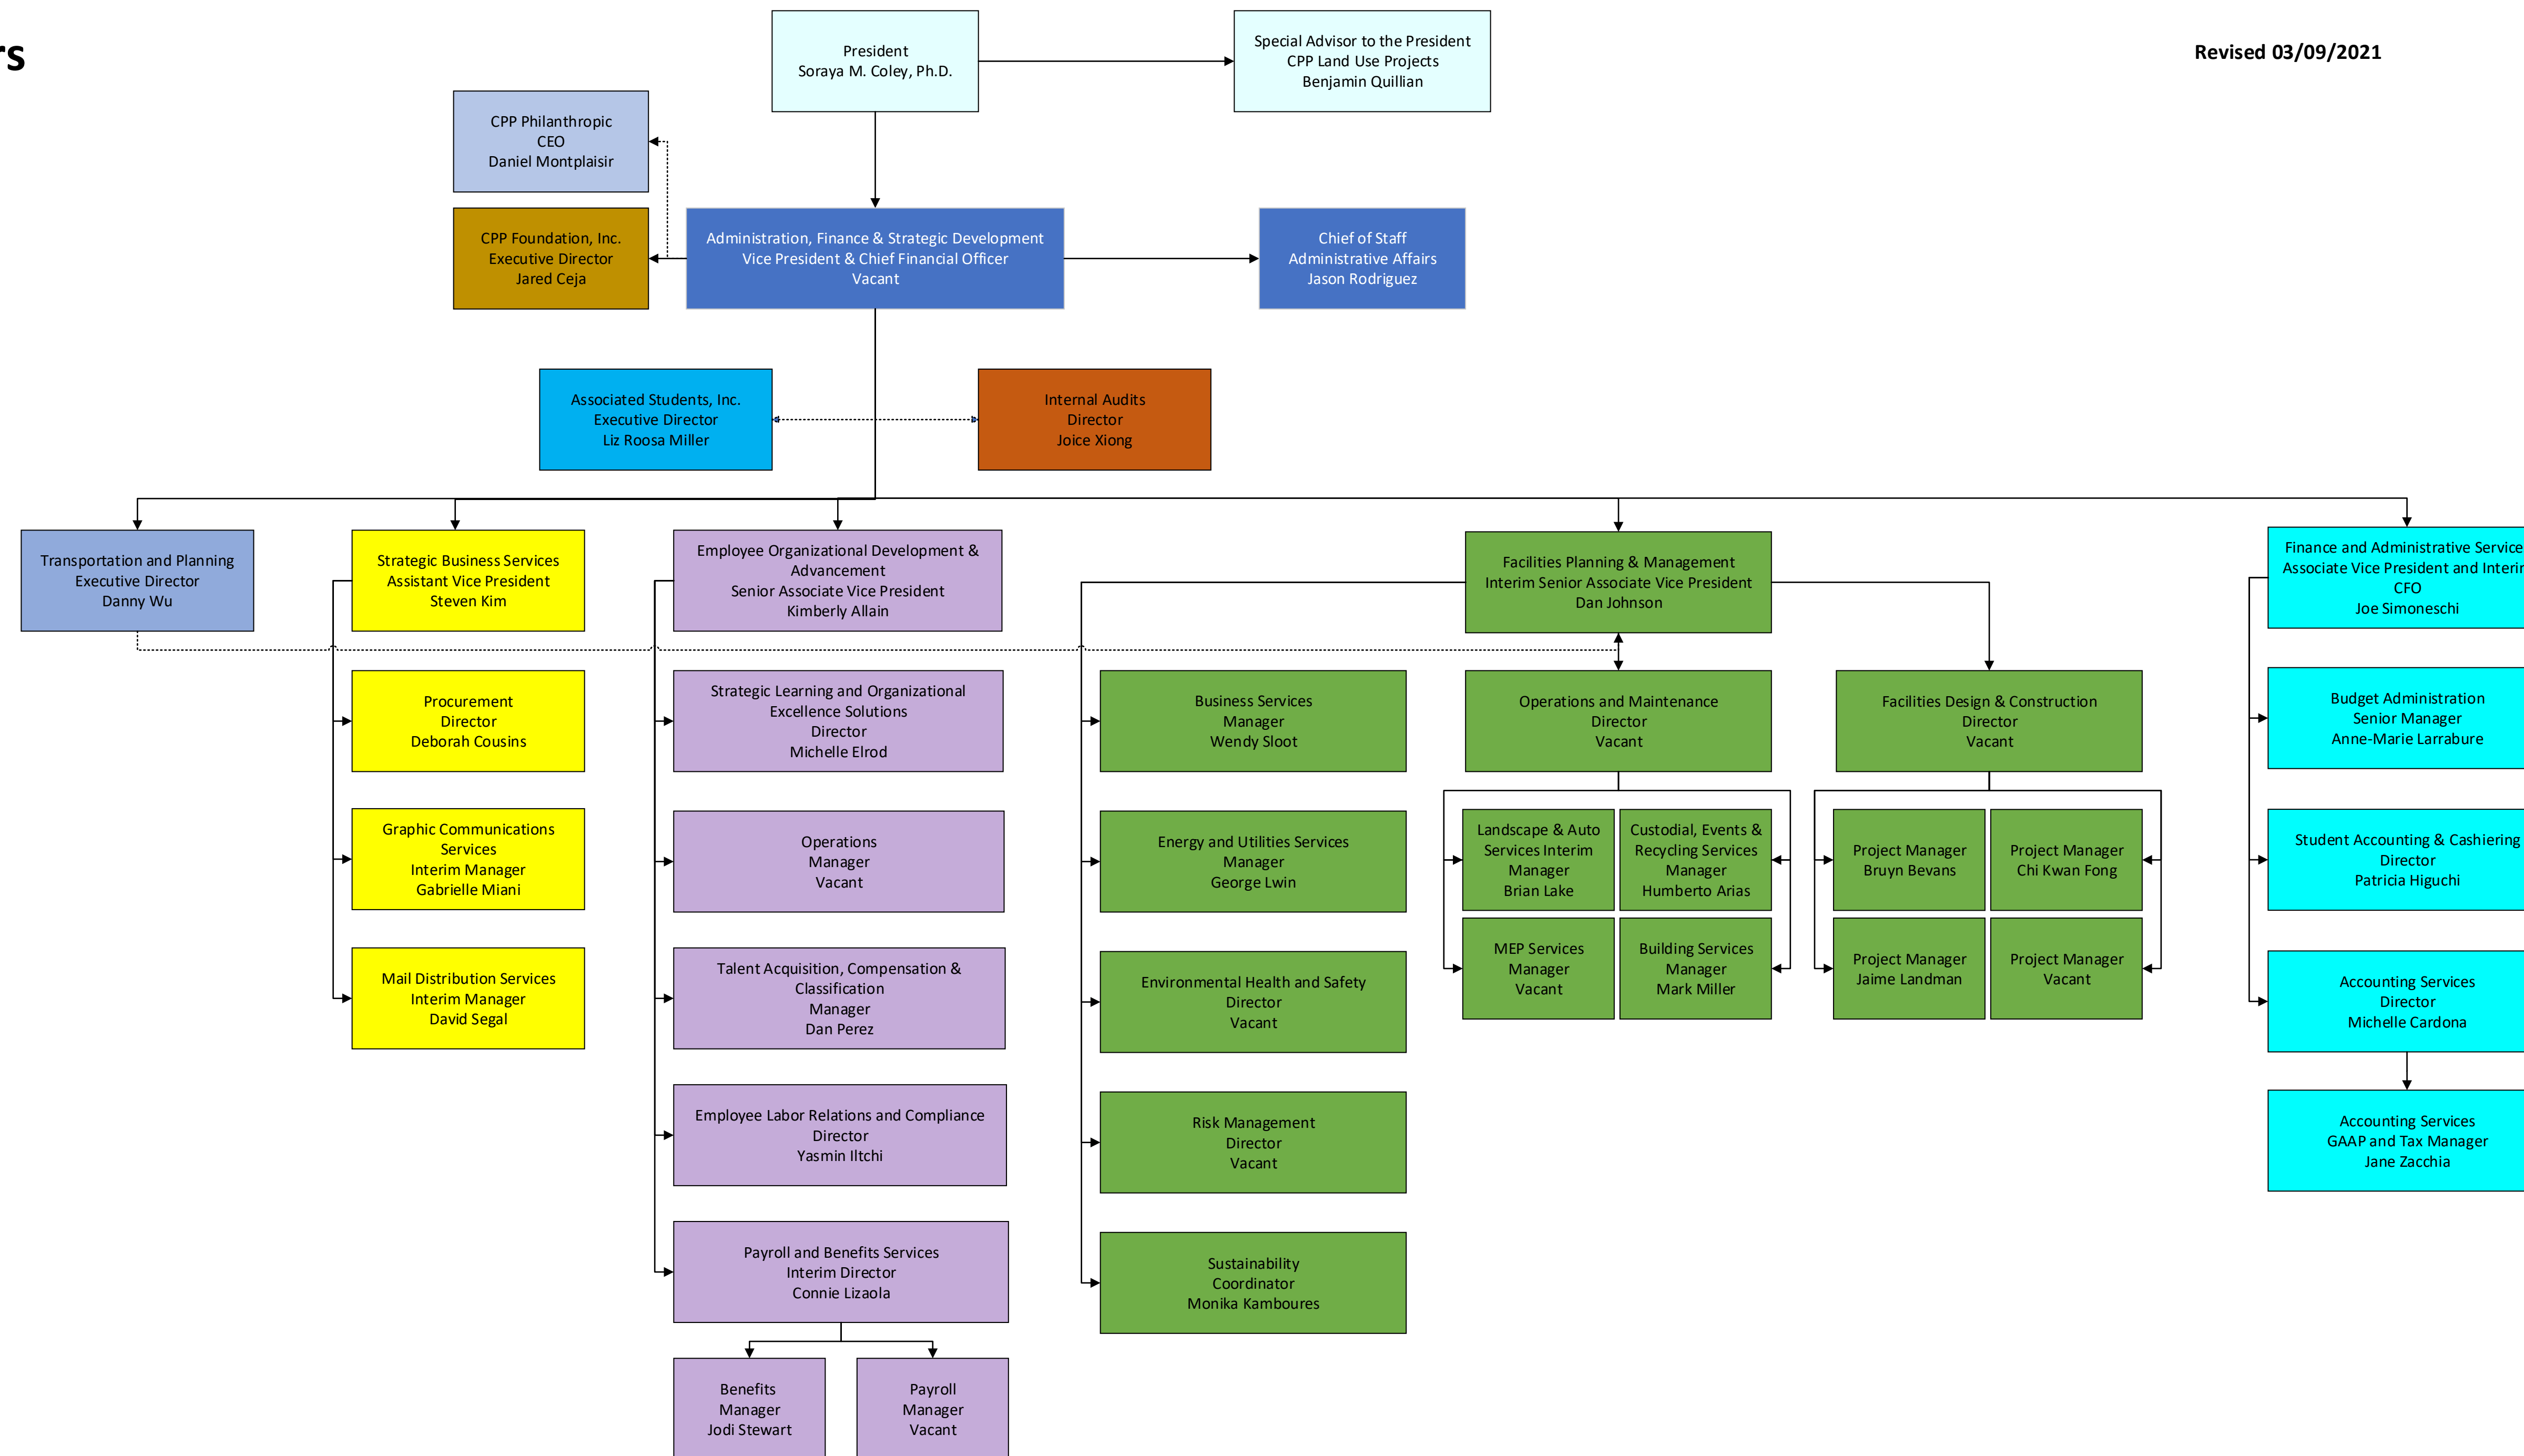 rs
Revised 03/09/2021
President
Soraya M. Coley, Ph.D.
Special Advisor to the President
CPP Land Use Projects
Benjamin Quillian
CPP Philanthropic
CEO
Daniel Montplaisir
CPP Foundation, Inc.
Executive Director
Jared Ceja
Administration, Finance & Strategic Development
Vice President & Chief Financial Officer
Vacant
Chief of Staff
Administrative Affairs
Jason Rodriguez
Associated Students, Inc.
Executive Director
Liz Roosa Miller
Internal Audits
Director
Joice Xiong
Transportation and Planning
Executive Director
Danny Wu
Strategic Business Services
Assistant Vice President
Steven Kim
Employee Organizational Development &
Advancement
Senior Associate Vice President
Kimberly Allain
Facilities Planning & Management
Interim Senior Associate Vice President
Dan Johnson
Finance and Administrative Service
Associate Vice President and Interim
CFO
Joe Simoneschi
Procurement
Director
Deborah Cousins
Graphic Communications
Services
Interim Manager
Gabrielle Miani
Mail Distribution Services
Interim Manager
David Segal
Strategic Learning and Organizational
Excellence Solutions
Director
Michelle Elrod
Operations
Manager
Vacant
Talent Acquisition, Compensation &
Classification
Manager
Dan Perez
Employee Labor Relations and Compliance
Director
Yasmin Iltchi
Payroll and Benefits Services
Interim Director
Connie Lizaola
Benefits
Manager
Jodi Stewart
Payroll
Manager
Vacant
Business Services
Manager
Wendy Sloot
Energy and Utilities Services
Manager
George Lwin
Environmental Health and Safety
Director
Vacant
Risk Management
Director
Vacant
Sustainability
Coordinator
Monika Kamboures
Operations and Maintenance
Director
Vacant
Landscape & Auto
Services Interim
Manager
Brian Lake
Custodial, Events &
Recycling Services
Manager
Humberto Arias
MEP Services
Manager
Vacant
Building Services
Manager
Mark Miller
Facilities Design & Construction
Director
Vacant
Project Manager
Bruyn Bevans
Project Manager
Chi Kwan Fong
Project Manager
Jaime Landman
Project Manager
Vacant
Budget Administration
Senior Manager
Anne-Marie Larrabure
Student Accounting & Cashiering
Director
Patricia Higuchi
Accounting Services
Director
Michelle Cardona
Accounting Services
GAAP and Tax Manager
Jane Zacchia